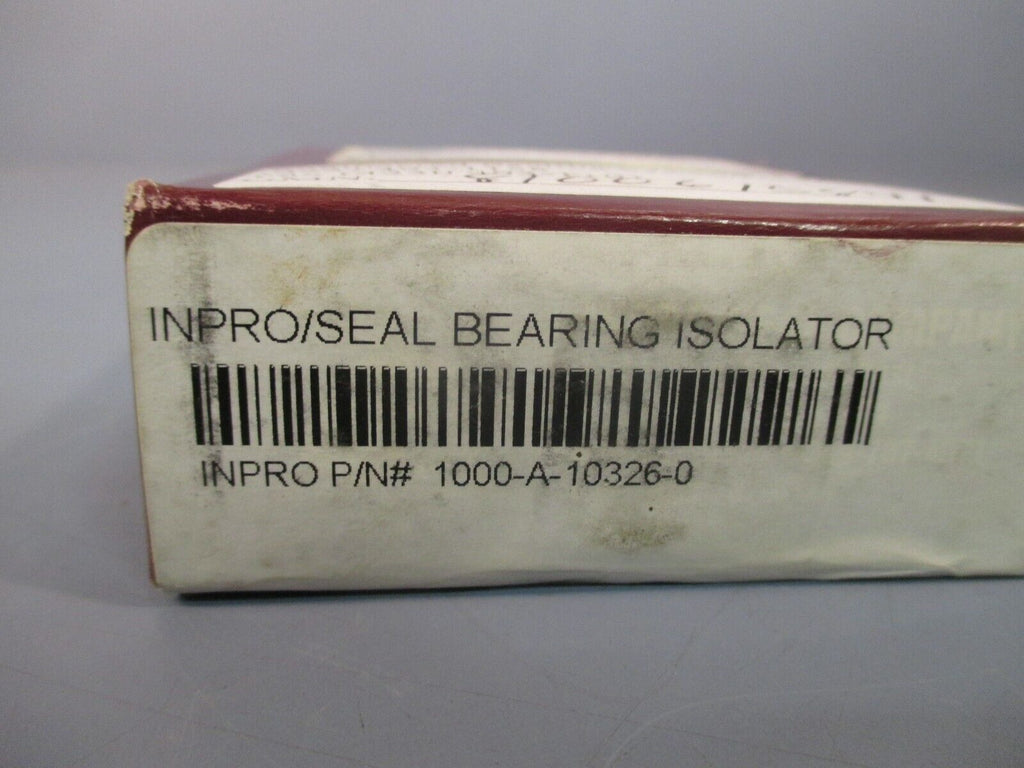 INPRO/SEAL BEARING ISOLATOR
INPRO P/N# 1000-A-10326-0